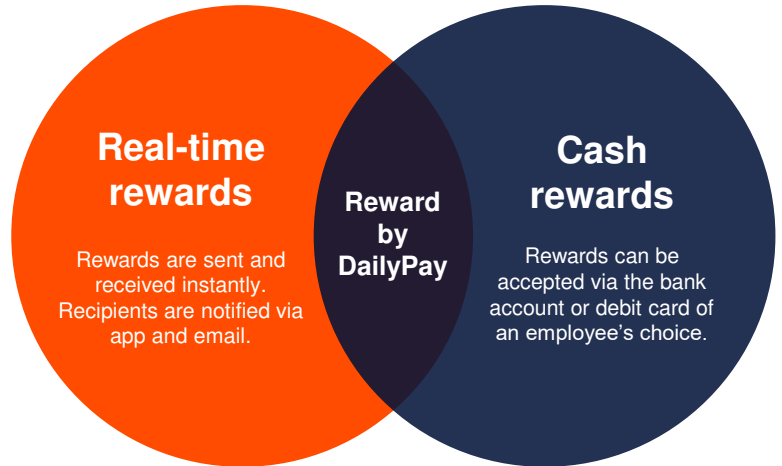 Real-time
rewards
Rewards are sent and
received instantly.
Recipients are notified via
app and email.
Reward
by
DailyPay
Cash
rewards
Rewards can be
accepted via the bank
account or debit card of
an employee’s choice.